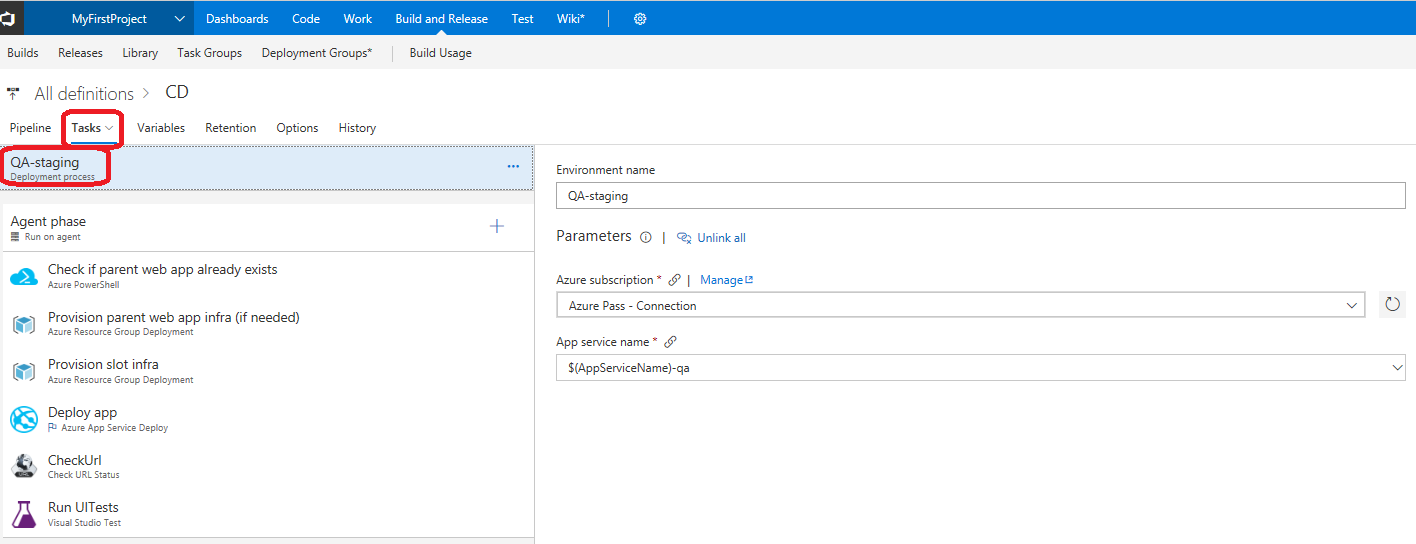 MyFirstProject Dashboards Code Work Build and Release Test Wiki*
Builds Releases Library Task Groups Deployment Groups* Build Usage
All definitions > CD
Pipeline Tasks Variables Retention Options History
QA-staging
Deployment process
...
Agent phase
Run on agent
Check if parent web app already exists
Azure PowerShell
Provision parent web app infra (if needed)
Azure Resource Group Deployment
Provision slot infra
Azure Resource Group Deployment
Deploy app
Azure App Service Deploy
CheckUrl
Check URL Status
Run UITests
Visual Studio Test
Environment name
QA-staging
Parameters | Unlink all
Azure subscription * | Manage
Azure Pass - Connection
App service name *
$(AppServiceName)-qa